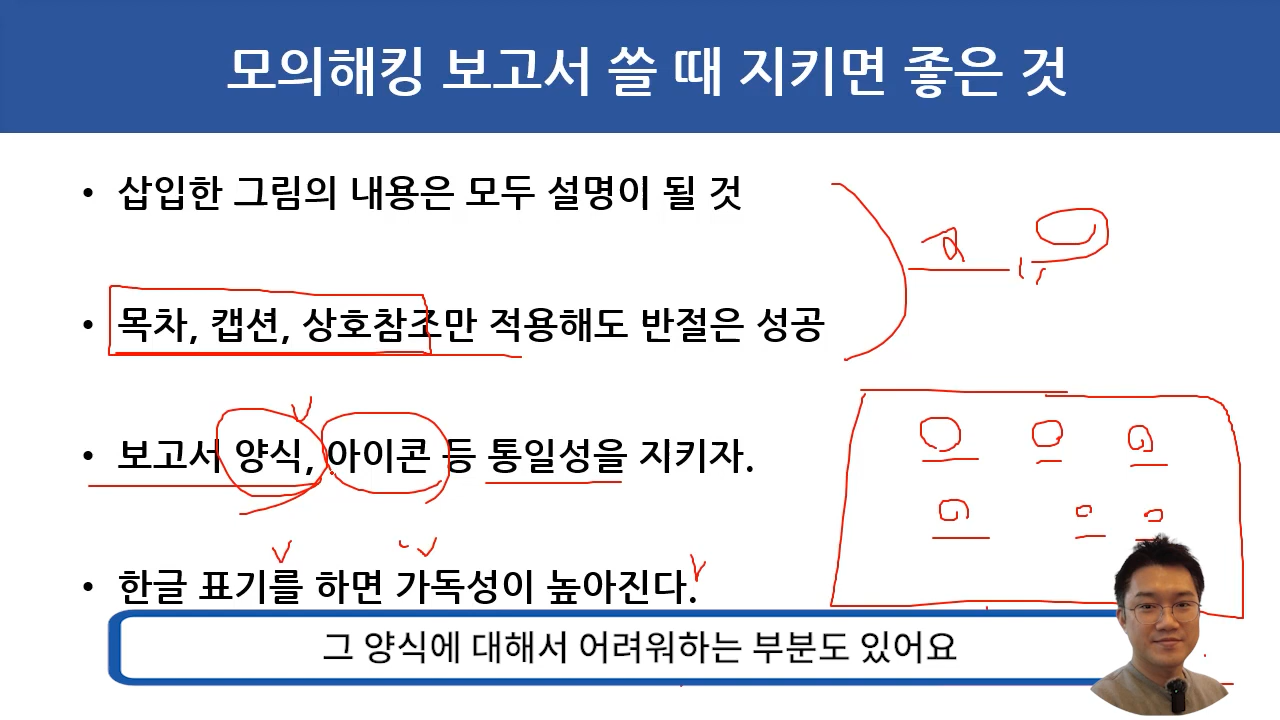 모의해킹 보고서 쓸 때 지키면 좋은 것
• 삽입한 그림의 내용은 모두 설명이 될 것
• 목차, 캡션, 상호참조만 적용해도 반절은 성공
• 보고서 양식, 아이콘 등 통일성을 지키자.
• 한글 표기를 하면 가독성이 높아진다.
그 양식에 대해서 어려워하는 부분도 있어요